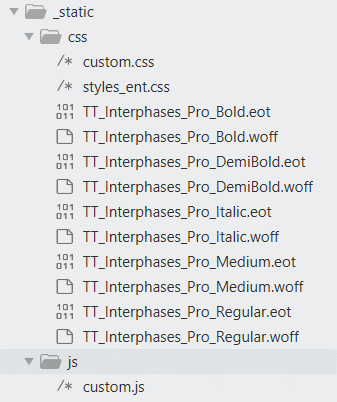 _static
css
/* custom.css
/* styles_ent.css
101 011 TT_Interphases_Pro_Bold.eot
TT_Interphases_Pro_Bold.woff
101 011 TT_Interphases_Pro_DemiBold.eot
TT_Interphases_Pro_DemiBold.woff
101 011 TT_Interphases_Pro_Italic.eot
TT_Interphases_Pro_Italic.woff
101 011 TT_Interphases_Pro_Medium.eot
TT_Interphases_Pro_Medium.woff
101 011 TT_Interphases_Pro_Regular.eot
TT_Interphases_Pro_Regular.woff
js
/* custom.js